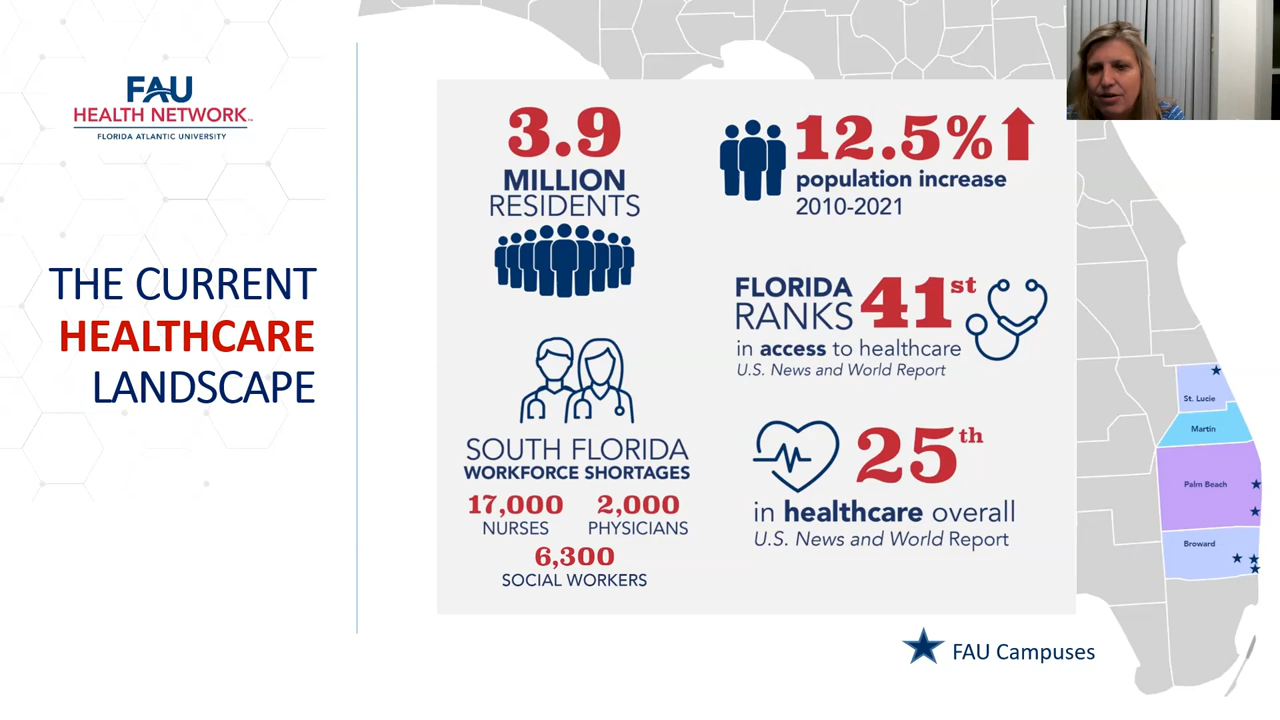 FAU
HEALTH NETWORK™
FLORIDA ATLANTIC UNIVERSITY
THE CURRENT
HEALTHCARE
LANDSCAPE
3.9
MILLION
RESIDENTS
12.5%
population increase
2010-2021
FLORIDA
RANKS
41st
in access to healthcare
U.S. News and World Report
SOUTH FLORIDA
WORKFORCE SHORTAGES
17,000
NURSES
2,000
PHYSICIANS
6,300
SOCIAL WORKERS
25th
in healthcare overall
U.S. News and World Report
St. Lucie
Martin
Palm Beach
Broward
FAU Campuses